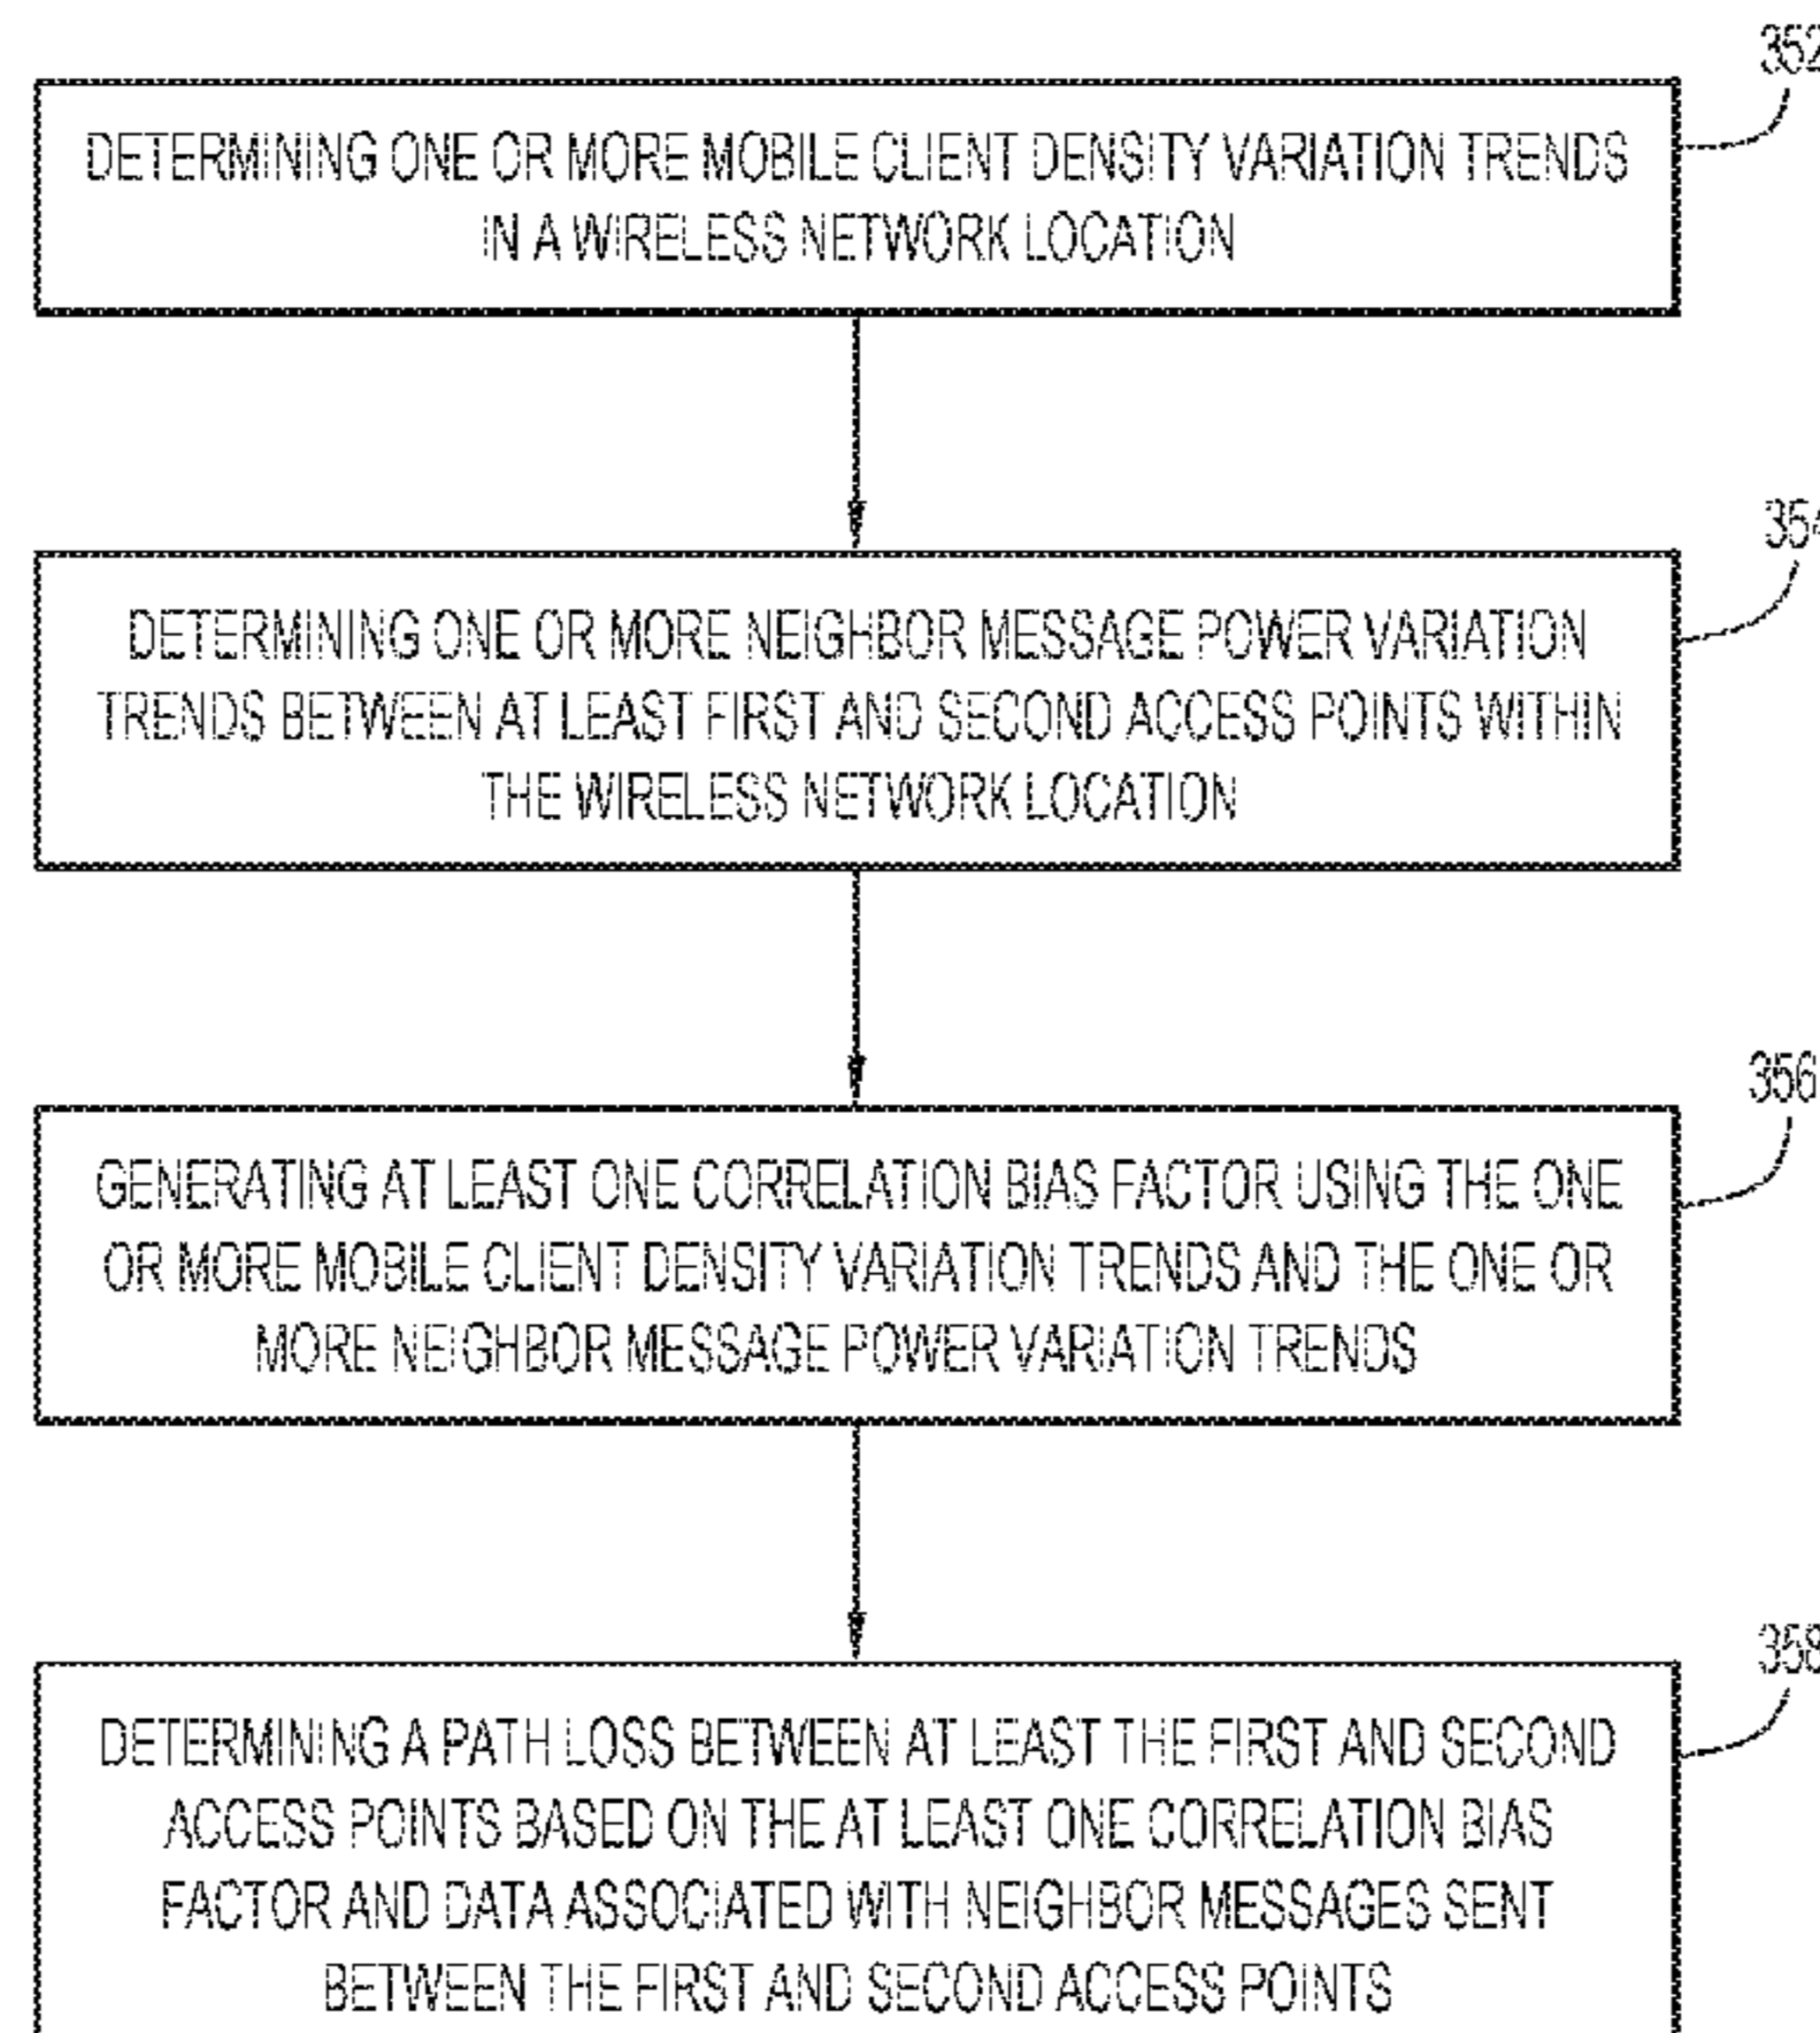 352
DETERMINING ONE OR MORE MOBILE CLIENT DENSITY VARIATION TRENDS
IN A WIRELESS NETWORK LOCATION
354
DETERMINING ONE OR MORE NEIGHBOR MESSAGE POWER VARIATION
TRENDS BETWEEN AT LEAST FIRST AND SECOND ACCESS POINTS WITHIN
THE WIRELESS NETWORK LOCATION
356
GENERATING AT LEAST ONE CORRELATION BIAS FACTOR USING THE ONE
OR MORE MOBILE CLIENT DENSITY VARIATION TRENDS AND THE ONE OR
MORE NEIGHBOR MESSAGE POWER VARIATION TRENDS
358
DETERMINING A PATH LOSS BETWEEN AT LEAST THE FIRST AND SECOND
ACCESS POINTS BASED ON THE AT LEAST ONE CORRELATION BIAS
FACTOR AND DATA ASSOCIATED WITH NEIGHBOR MESSAGES SENT
BETWEEN THE FIRST AND SECOND ACCESS POINTS